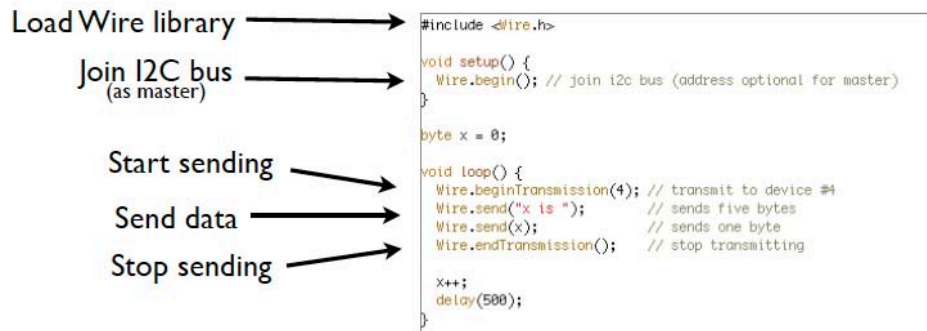 Load Wire library
Join I2C bus
(as master)
Start sending
Send data
Stop sending
#include <Wire.h>
void setup() {
  Wire.begin(); // join i2c bus (address optional for master)
}
byte x = 0;
void loop() {
  Wire.beginTransmission(4); // transmit to device #4
  Wire.send("x is ");        // sends five bytes
  Wire.send(x);              // sends one byte
  Wire.endTransmission();    // stop transmitting
  x++;
  delay(500);
}